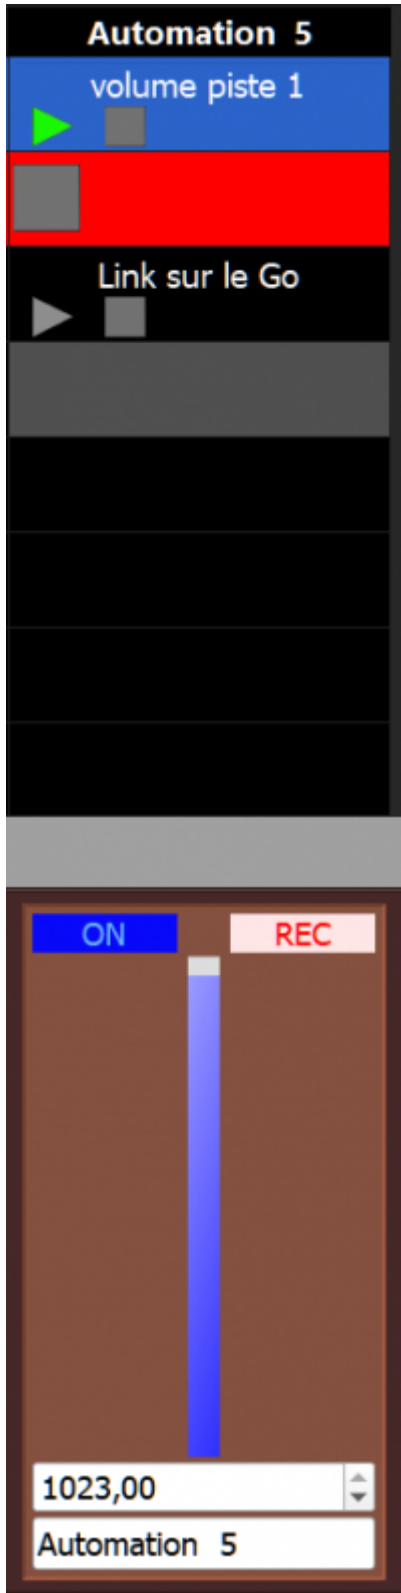 Automation 5
volume piste 1
Link sur le Go
ON REC
1023,00
Automation 5